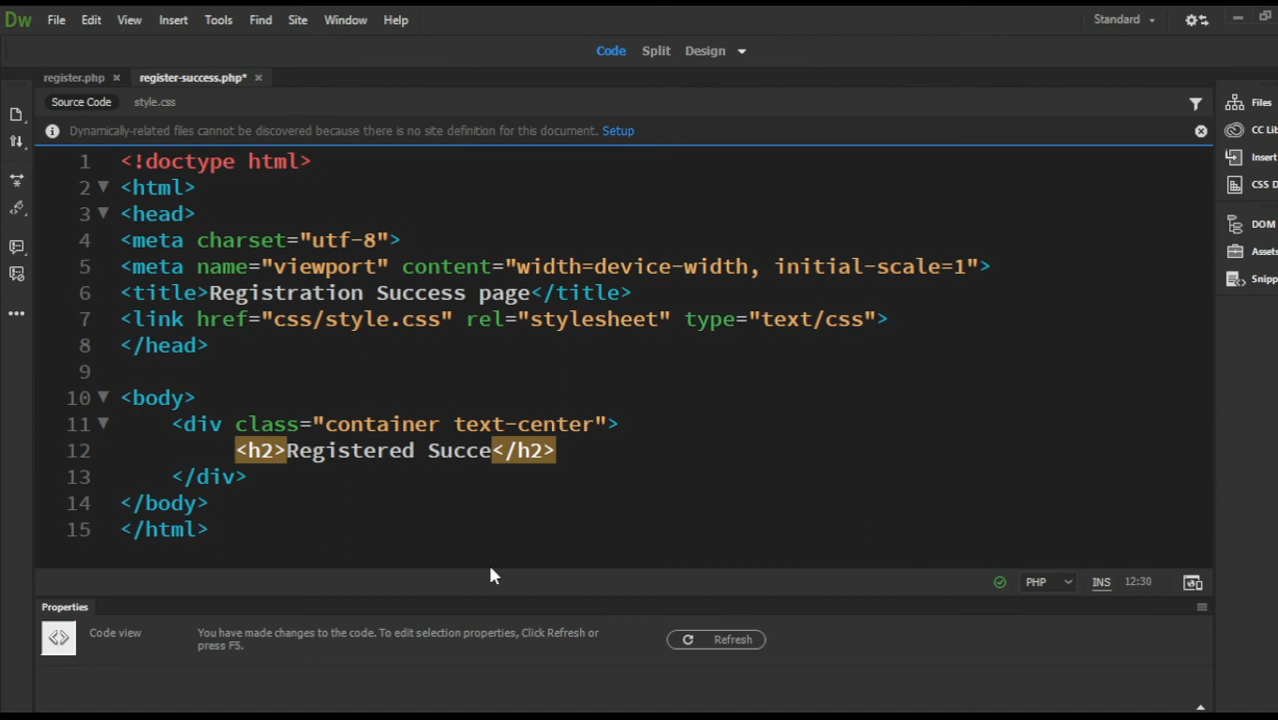 Dw File Edit View Insert Tools Find Site Window Help Standard
Code Split Design
register.php × register-success.php* ×
Source Code style.css
Dynamically-related files cannot be discovered because there is no site definition for this document. Setup
1 <!doctype html>
2 <html>
3 <head>
4 <meta charset="utf-8">
5 <meta name="viewport" content="width=device-width, initial-scale=1">
6 <title>Registration Success page</title>
7 <link href="css/style.css" rel="stylesheet" type="text/css">
8 </head>
9
10 <body>
11 <div class="container text-center">
12 <h2>Registered Succe</h2>
13 </div>
14 </body>
15 </html>
PHP INS 12:30
Properties
Code view
You have made changes to the code. To edit selection properties, Click Refresh or
press F5.
Refresh
Files
CC Lib
Insert
CSS D
DOM
Assets
Snipp